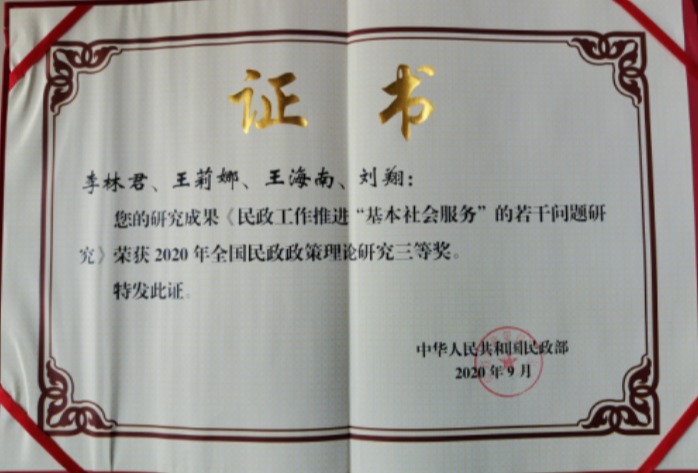 证书
李林君、王莉娜、王海南、刘翔：
您的研究成果《民政工作推进“基本社会服务”的若干问题研
究》荣获2020年全国民政政策理论研究三等奖。
特发此证。
中华人民共和国民政部
2020年9月